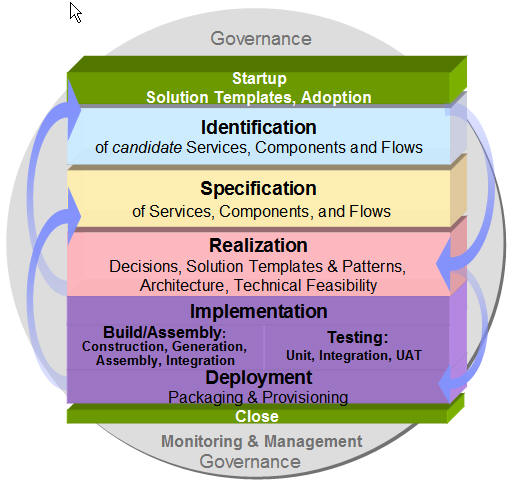 Governance
Startup
Solution Templates, Adoption
Identification
of candidate Services, Components and Flows
Specification
of Services, Components, and Flows
Realization
Decisions, Solution Templates & Patterns,
Architecture, Technical Feasibility
Implementation
Build/Assembly:
Construction, Generation,
Assembly, Integration
Testing:
Unit, Integration, UAT
Deployment
Packaging & Provisioning
Close
Monitoring & Management
Governance